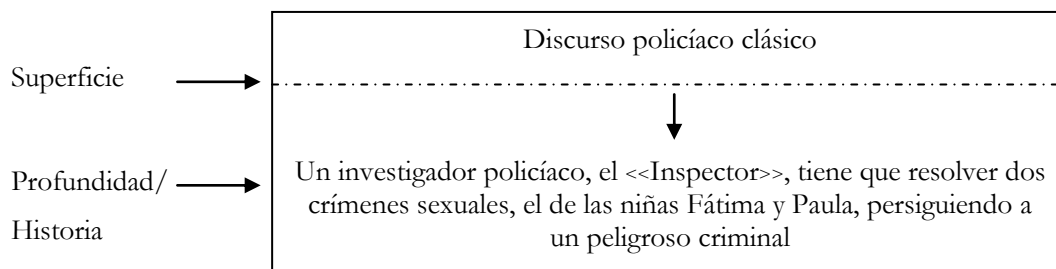 Discurso policíaco clásico
Superficie
Profundidad/
Historia
Un investigador policíaco, el <<Inspector>>, tiene que resolver dos
crímenes sexuales, el de las niñas Fátima y Paula, persiguiendo a
un peligroso criminal